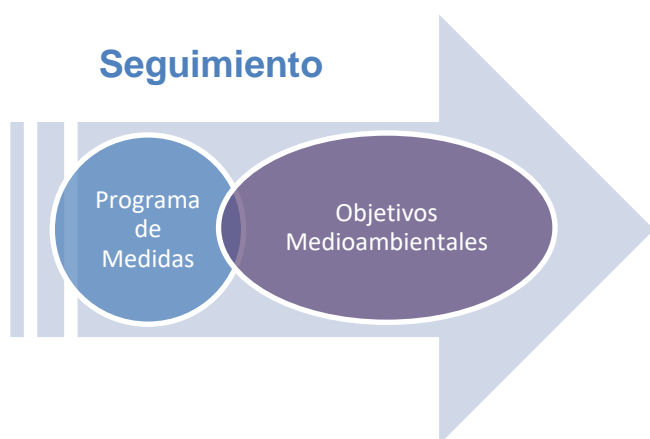 Seguimiento
Programa
de
Medidas
Objetivos
Medioambientales